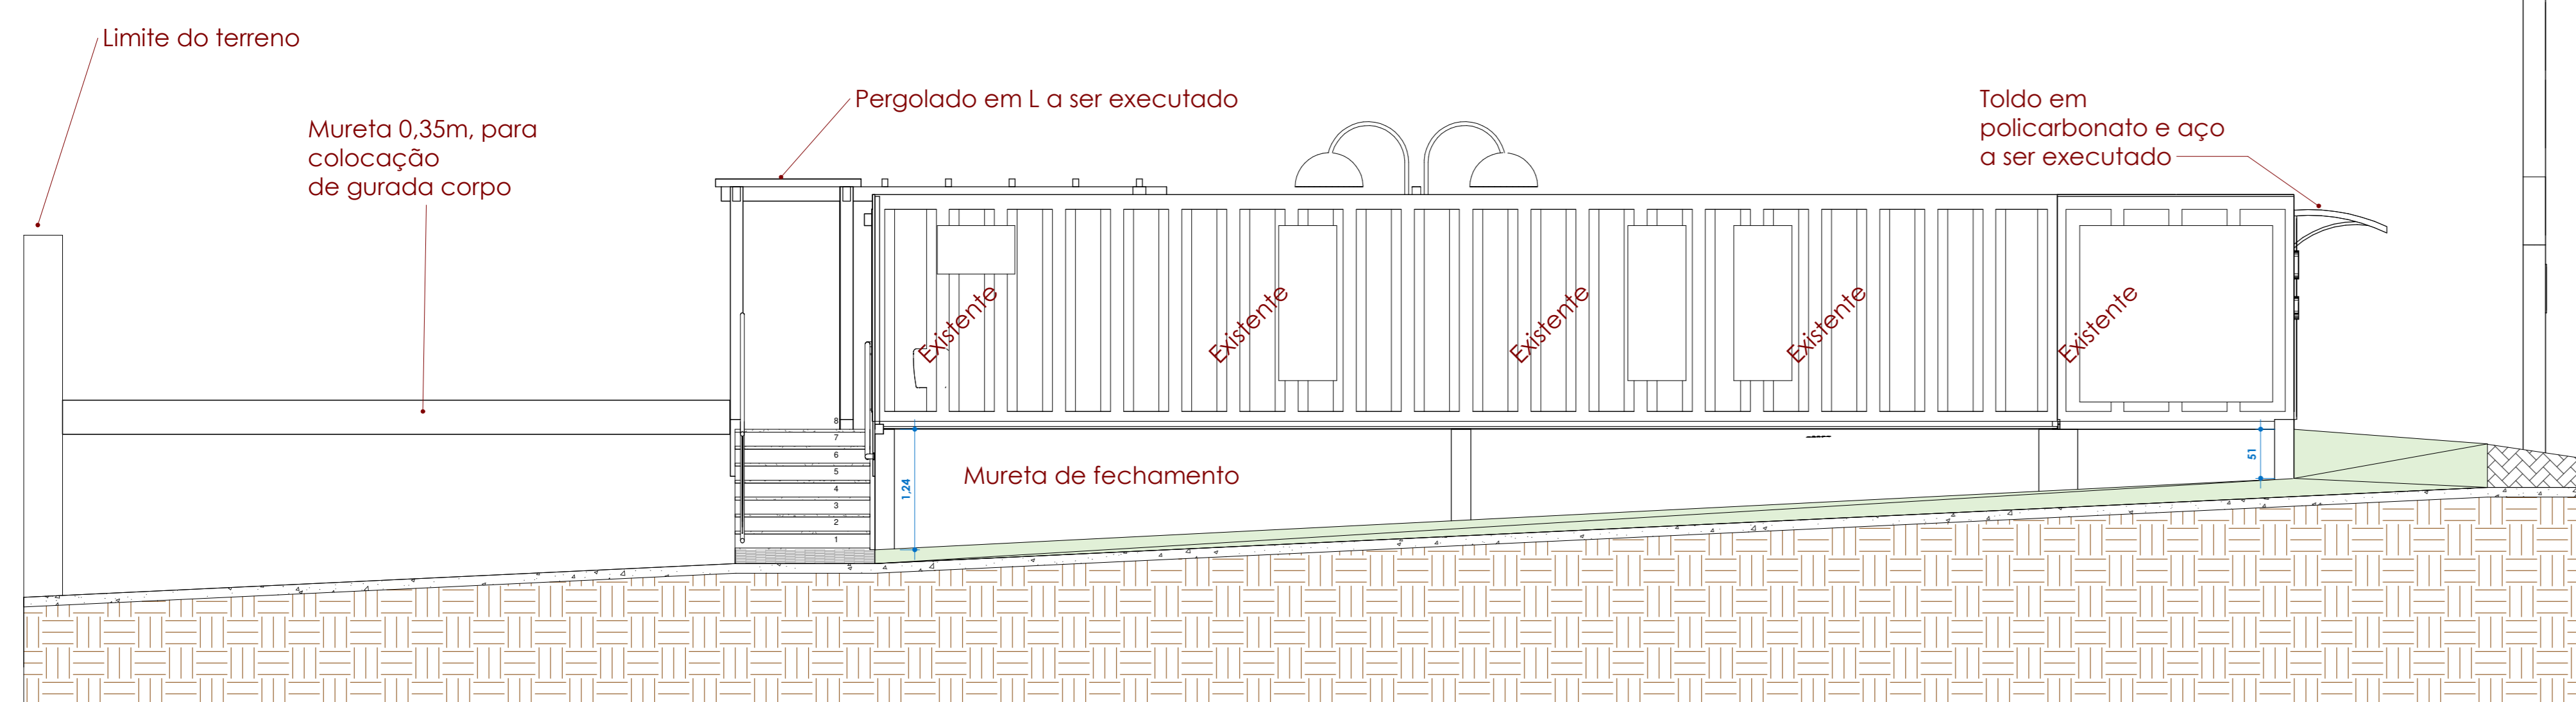 Limite do terreno
Mureta 0,35m, para
colocação
de gurada corpo
Pergolado em L a ser executado
Toldo em
policarbonato e aço
a ser executado
Existente
Existente
Existente
Existente
Existente
8
7
6
5
4
3
2
1
1,24
Mureta de fechamento
51